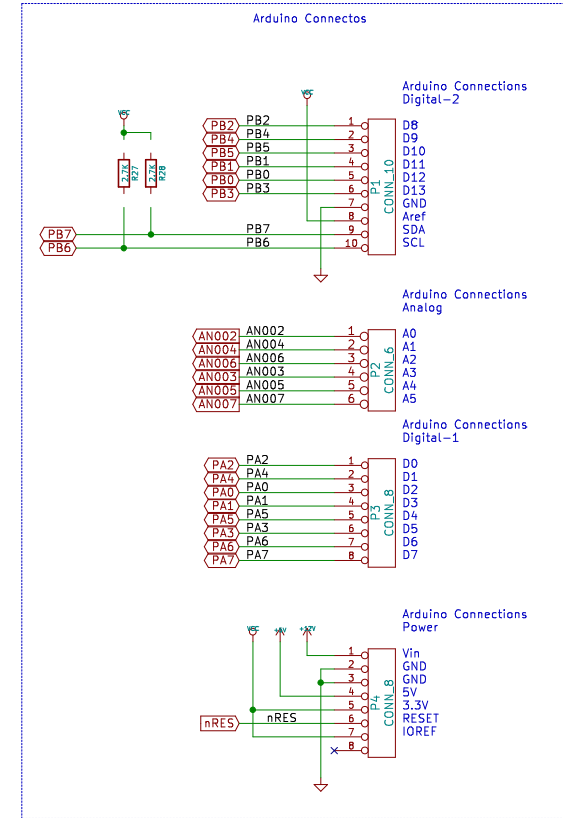 Arduino Connectos
Arduino Connections
Digital-2
VCC
VCC
PB2 PB2 1 D8
PB4 PB4 2 D9
PB5 PB5 3 D10
PB1 PB1 4 D11
PB0 PB0 5 D12
PB3 PB3 6 D13
7 GND
8 Aref
PB7 PB7 9 SDA
PB6 PB6 10 SCL
2.7K R27
2.7K R28
P1
CONN_10
Arduino Connections
Analog
AN002 AN002 1 A0
AN004 AN004 2 A1
AN006 AN006 3 A2
AN003 AN003 4 A3
AN005 AN005 5 A4
AN007 AN007 6 A5
P2
CONN_6
Arduino Connections
Digital-1
PA2 PA2 1 D0
PA4 PA4 2 D1
PA0 PA0 3 D2
PA1 PA1 4 D3
PA5 PA5 5 D4
PA3 PA3 6 D5
PA6 PA6 7 D6
PA7 PA7 8 D7
P3
CONN_8
Arduino Connections
Power
VCC +5V +12V
1 Vin
2 GND
3 GND
4 5V
5 3.3V
nRES nRES 6 RESET
7 IOREF
8
P4
CONN_8